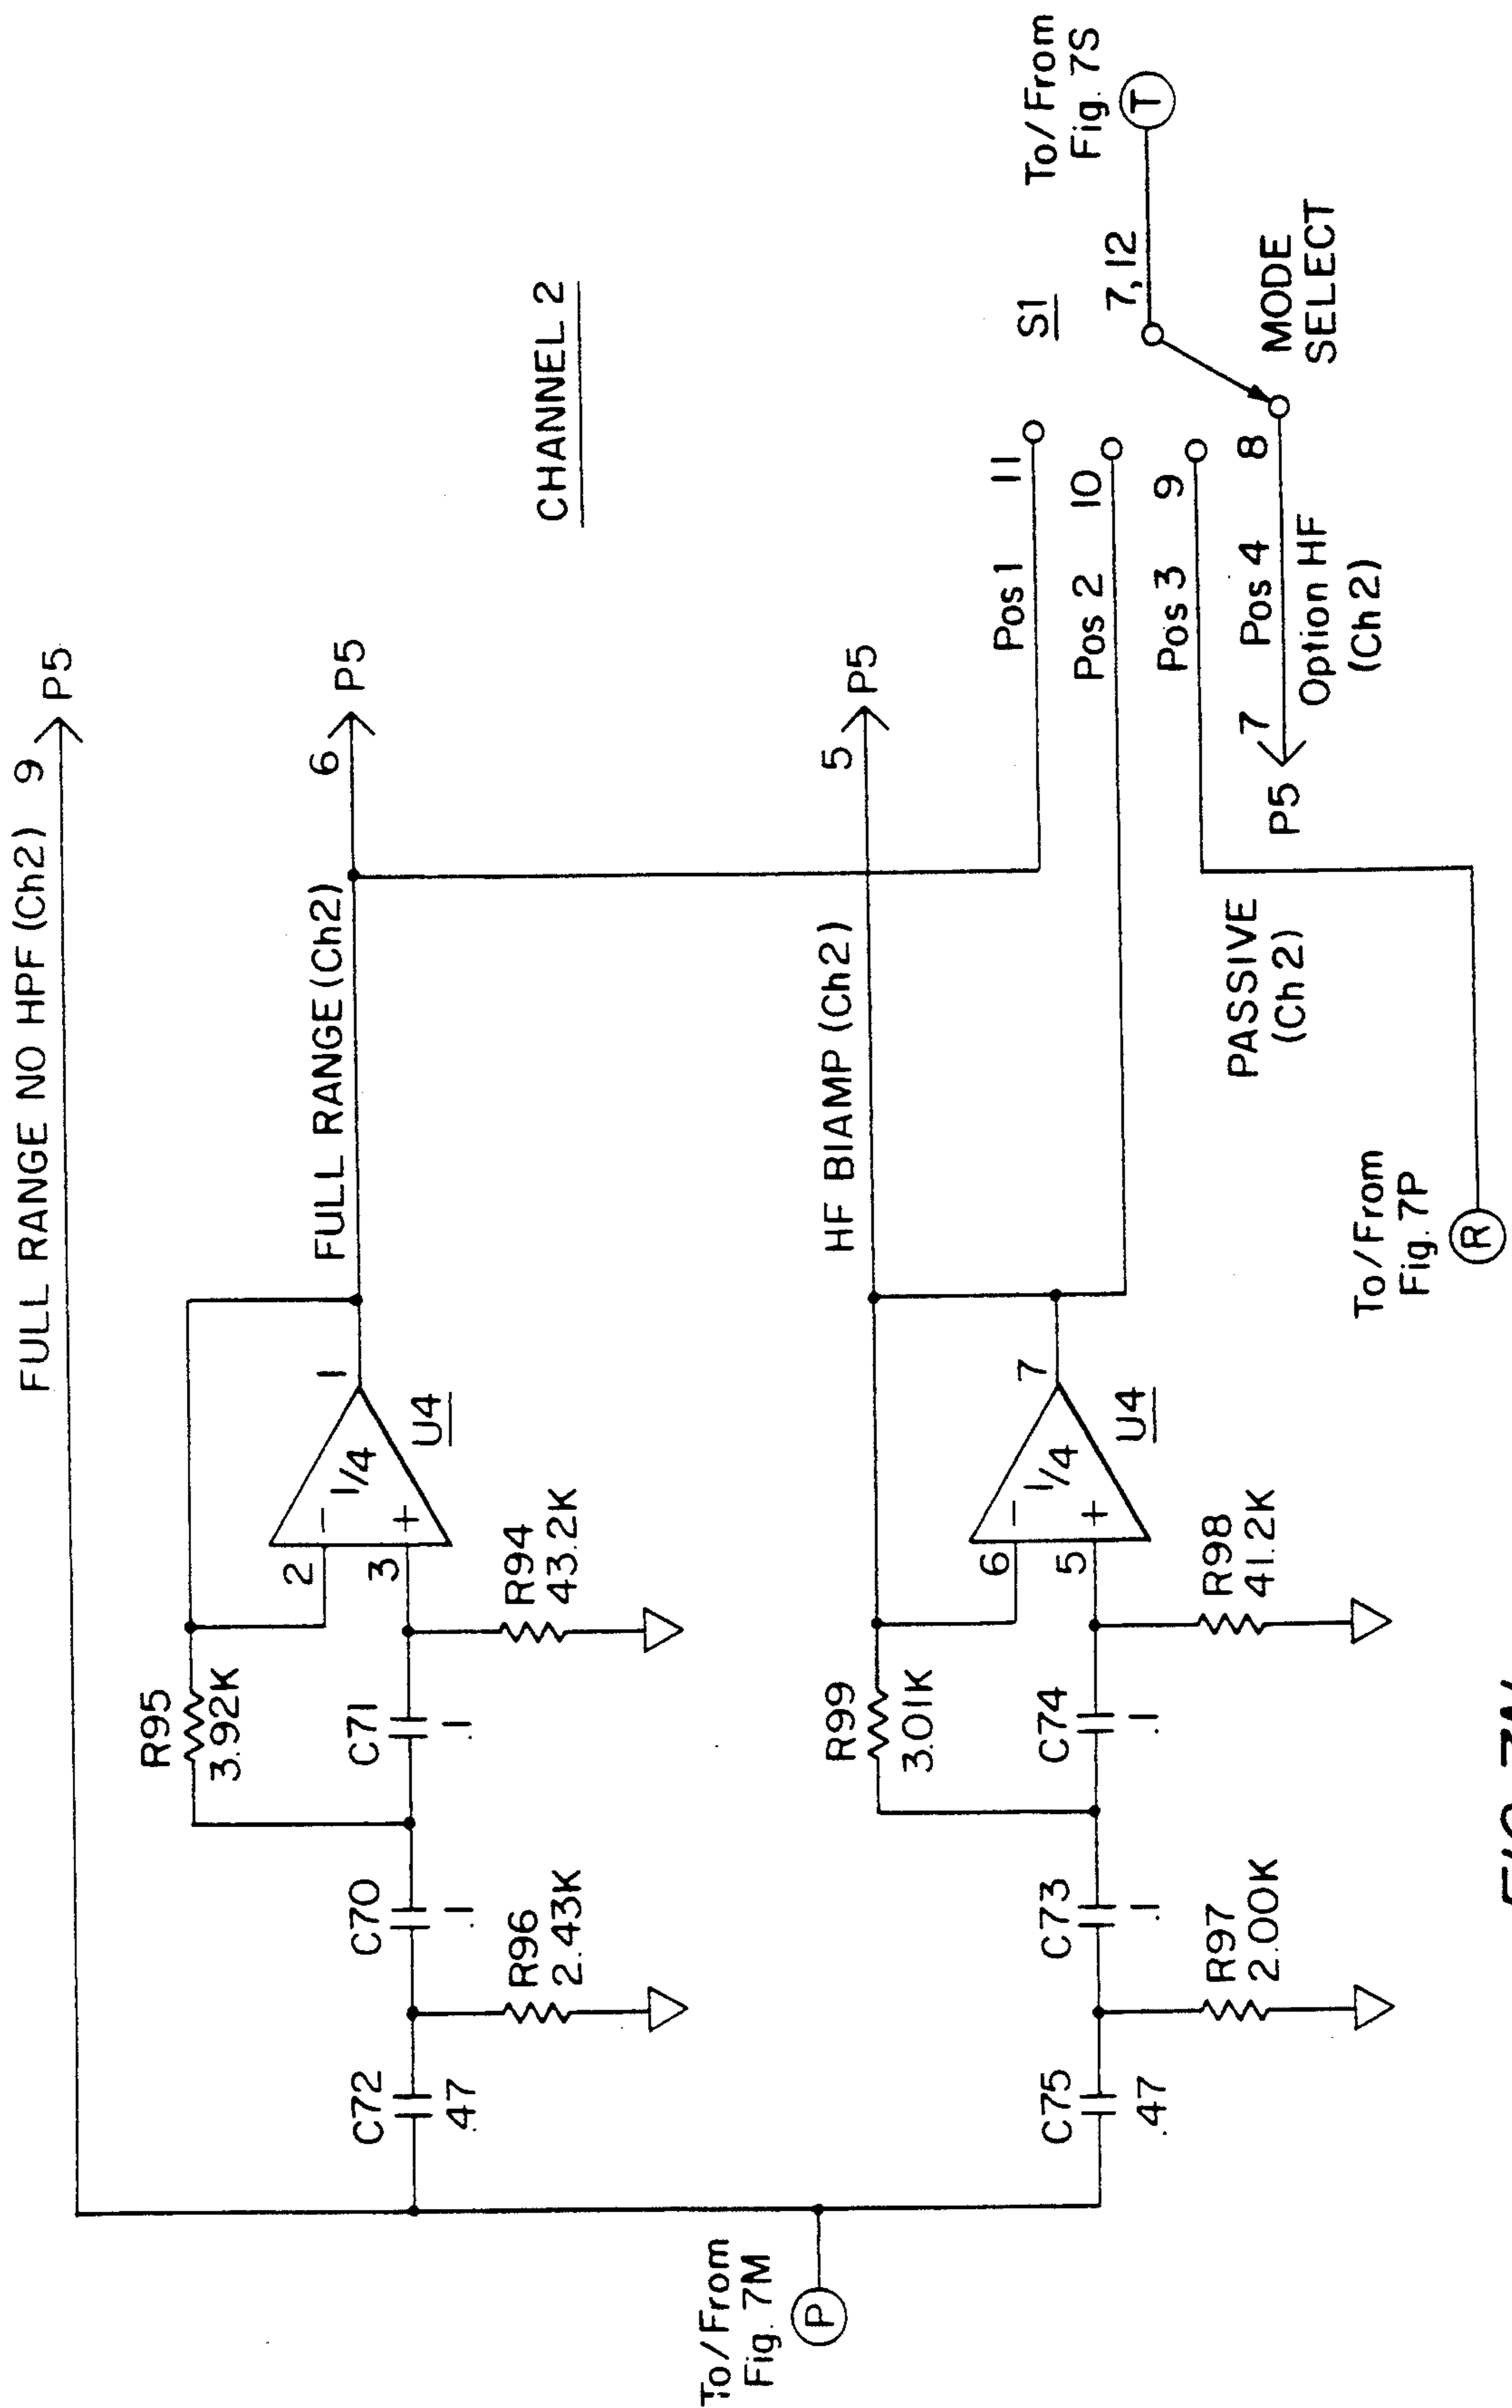 FULL RANGE NO HPF (Ch2) 9
P5
R95
3.92K
2
3
1/4
-
+
1
U4
FULL RANGE (Ch2)
6
P5
C72
.47
C70
.1
C71
.1
R96
2.43K
R94
43.2K
CHANNEL 2
To/From
Fig. 7M
P
R99
3.01K
6
5
1/4
-
+
7
U4
HF BIAMP (Ch2)
5
P5
C75
.47
C73
.1
C74
.1
R97
2.00K
R98
41.2K
Pos 1
11
Pos 2
10
Pos 3
9
Pos 4
8
7
P5
Option HF
(Ch 2)
S1
7, 12
To/From
Fig. 7S
T
MODE
SELECT
PASSIVE
(Ch 2)
To/From
Fig. 7P
R